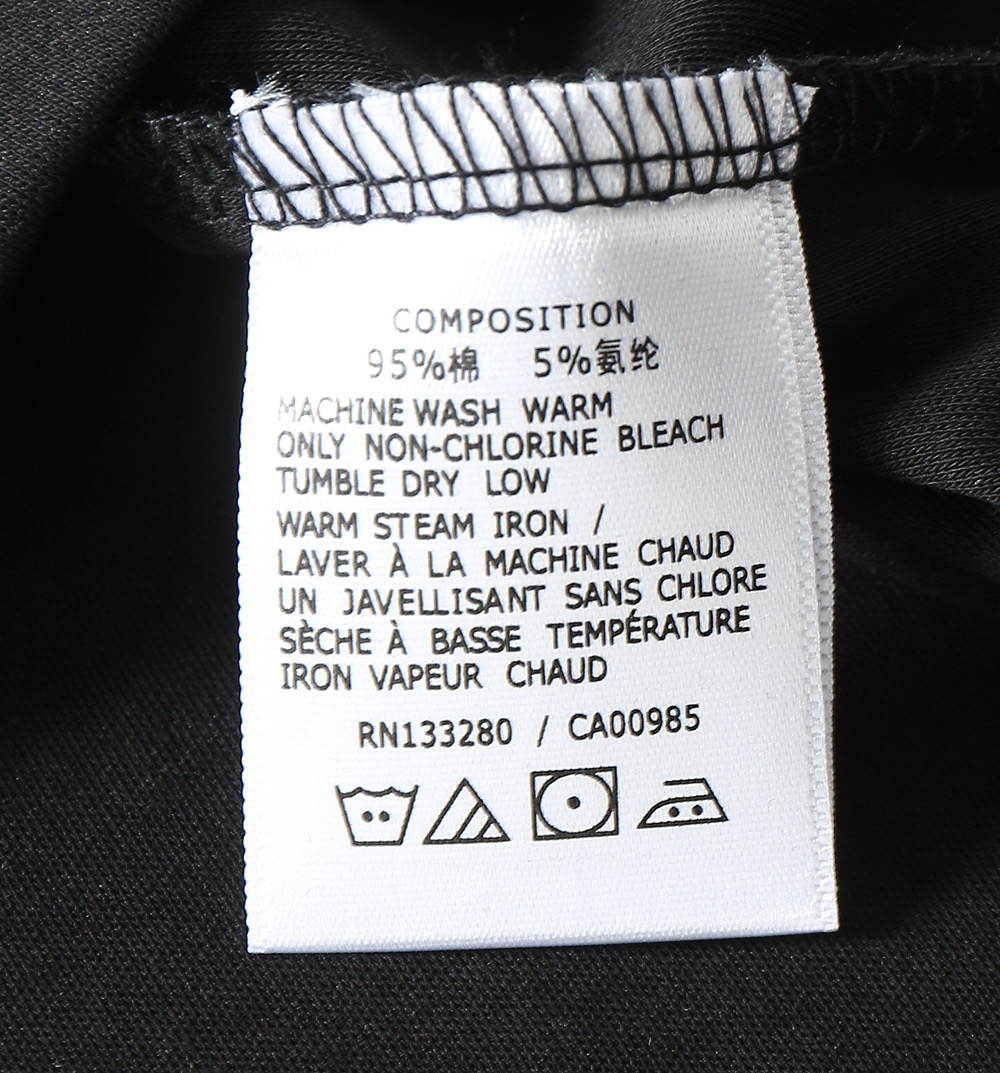 COMPOSITION
95%棉 5%氨纶
MACHINE WASH WARM
ONLY NON-CHLORINE BLEACH
TUMBLE DRY LOW
WARM STEAM IRON /
LAVER À LA MACHINE CHAUD
UN JAVELLISANT SANS CHLORE
SÈCHE À BASSE TEMPÉRATURE
IRON VAPEUR CHAUD
RN133280 / CA00985